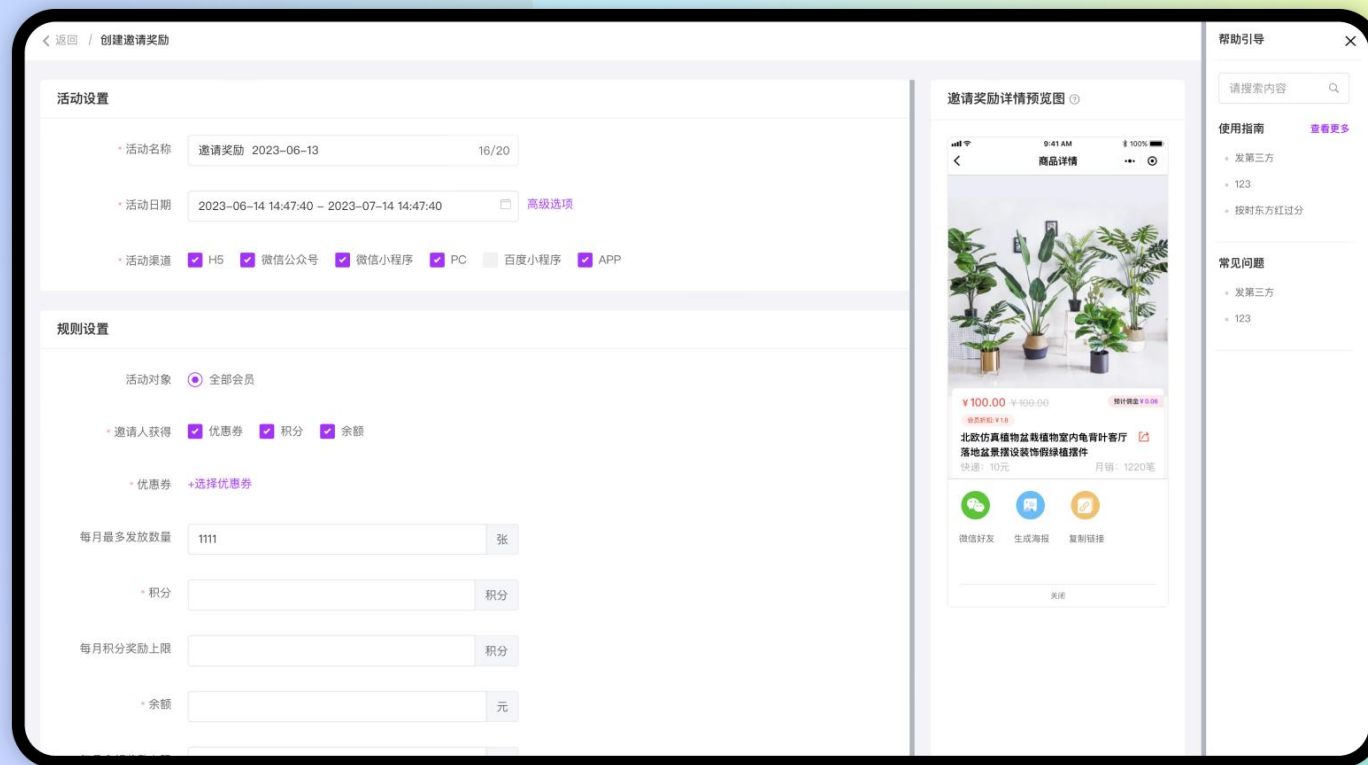 返回 / 创建邀请奖励
活动设置
* 活动名称 邀请奖励 2023-06-13 16/20
* 活动日期 2023-06-14 14:47:40 - 2023-07-14 14:47:40 高级选项
* 活动渠道 H5 微信公众号 微信小程序 PC 百度小程序 APP
规则设置
活动对象 全部会员
* 邀请人获得 优惠券 积分 余额
* 优惠券 +选择优惠券
每月最多发放数量 1111 张
* 积分 积分
每月积分奖励上限 积分
* 余额 元
邀请奖励详情预览图
9:41 AM 100%
商品详情
¥100.00 ¥100.00 预计佣金¥0.06
会员折扣:¥1.8
北欧仿真植物盆栽植物室内龟背叶客厅
落地盆景摆设装饰假绿植摆件
快递: 10元 月销: 1220笔
微信好友 生成海报 复制链接
关闭
帮助引导
请搜索内容
使用指南 查看更多
发第三方
123
按时东方红过分
常见问题
发第三方
123